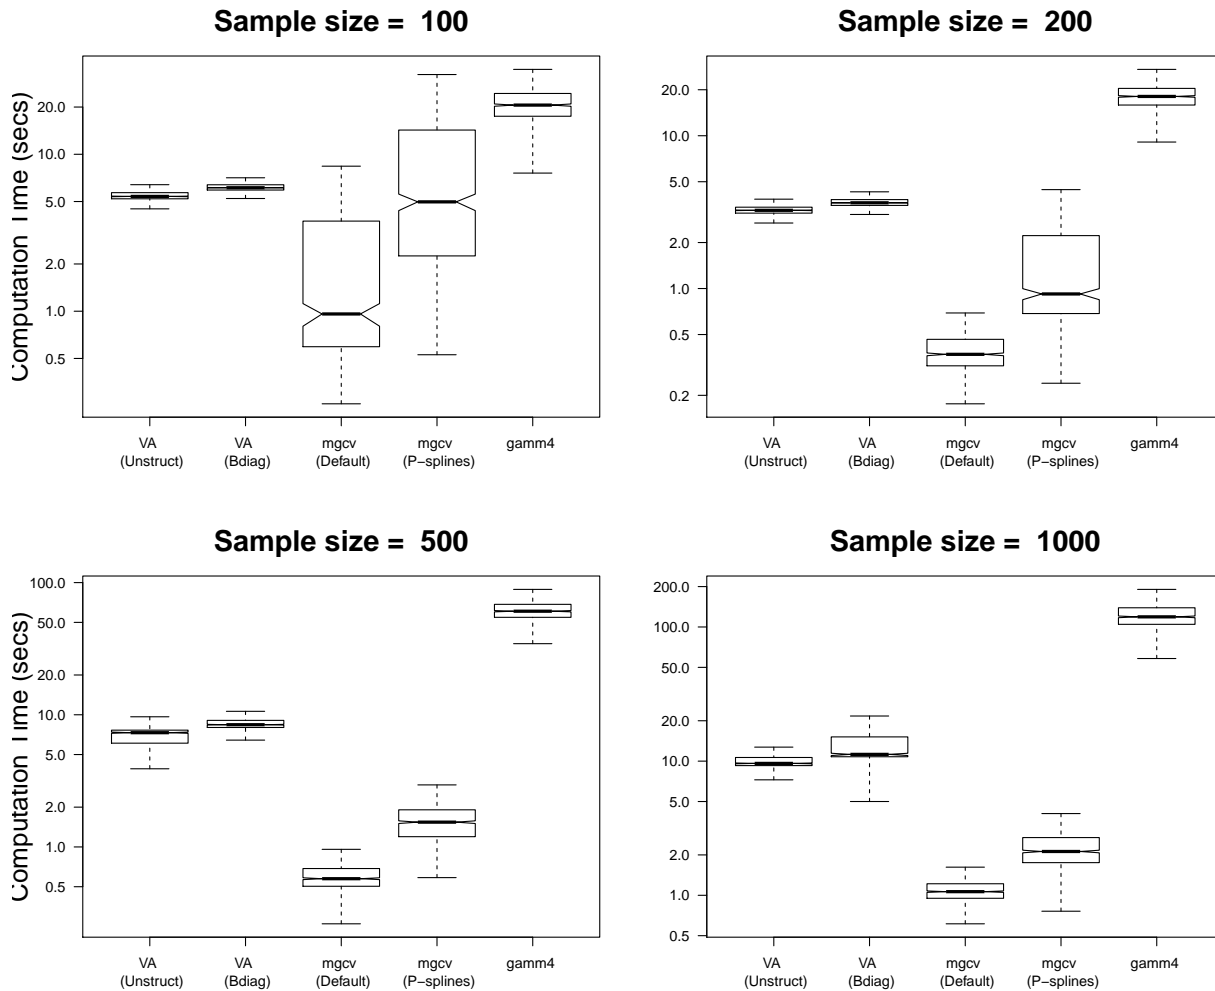 Sample size = 100
Computation Time (secs)
20.0
10.0
5.0
2.0
1.0
0.5
VA
(Unstruct)
VA
(Bdiag)
mgcv
(Default)
mgcv
(P−splines)
gamm4
Sample size = 200
20.0
10.0
5.0
2.0
1.0
0.5
0.2
VA
(Unstruct)
VA
(Bdiag)
mgcv
(Default)
mgcv
(P−splines)
gamm4
Sample size = 500
Computation Time (secs)
100.0
50.0
20.0
10.0
5.0
2.0
1.0
0.5
VA
(Unstruct)
VA
(Bdiag)
mgcv
(Default)
mgcv
(P−splines)
gamm4
Sample size = 1000
200.0
100.0
50.0
20.0
10.0
5.0
2.0
1.0
0.5
VA
(Unstruct)
VA
(Bdiag)
mgcv
(Default)
mgcv
(P−splines)
gamm4